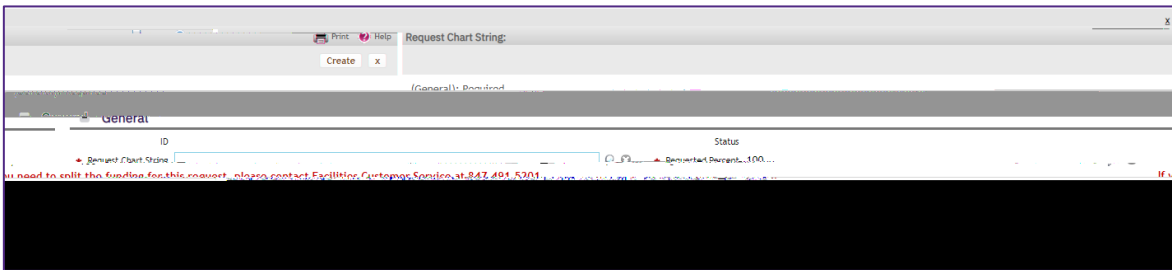 x
Print Help Request Chart String:
Create x
(General): Required
General
ID Status
Request Chart String Requested Percent 100
u need to split the funding for this request, please contact Facilities Customer Service at 847-491-5201 If y